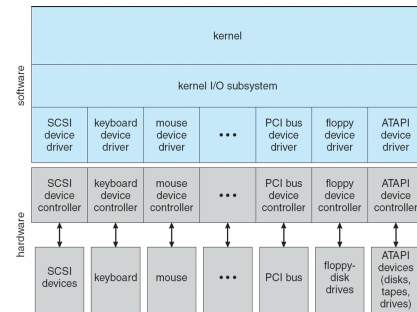 kernel
kernel I/O subsystem
software
SCSI
device
driver
keyboard
device
driver
mouse
device
driver
•••
PCI bus
device
driver
floppy
device
driver
ATAPI
device
driver
hardware
SCSI
device
controller
keyboard
device
controller
mouse
device
controller
•••
PCI bus
device
controller
floppy
device
controller
ATAPI
device
controller
SCSI
devices
keyboard
mouse
•••
PCI bus
floppy-
disk
drives
ATAPI
devices
(disks,
tapes,
drives)